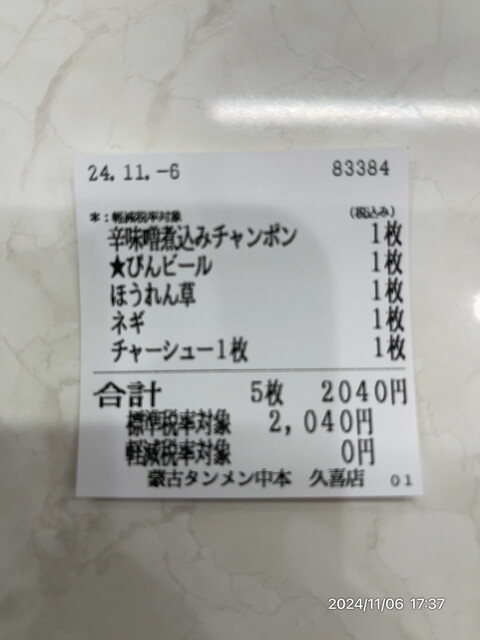 24.11.-6 83384
*:軽減税率対象 (税込み)
辛味噌煮込みチャンポン 1枚
★びんビール 1枚
ほうれん草 1枚
ネギ 1枚
チャーシュー1枚 1枚
合計 5枚 2040円
標準税率対象 2,040円
軽減税率対象 0円
蒙古タンメン中本 久喜店 01
2024/11/06 17:37